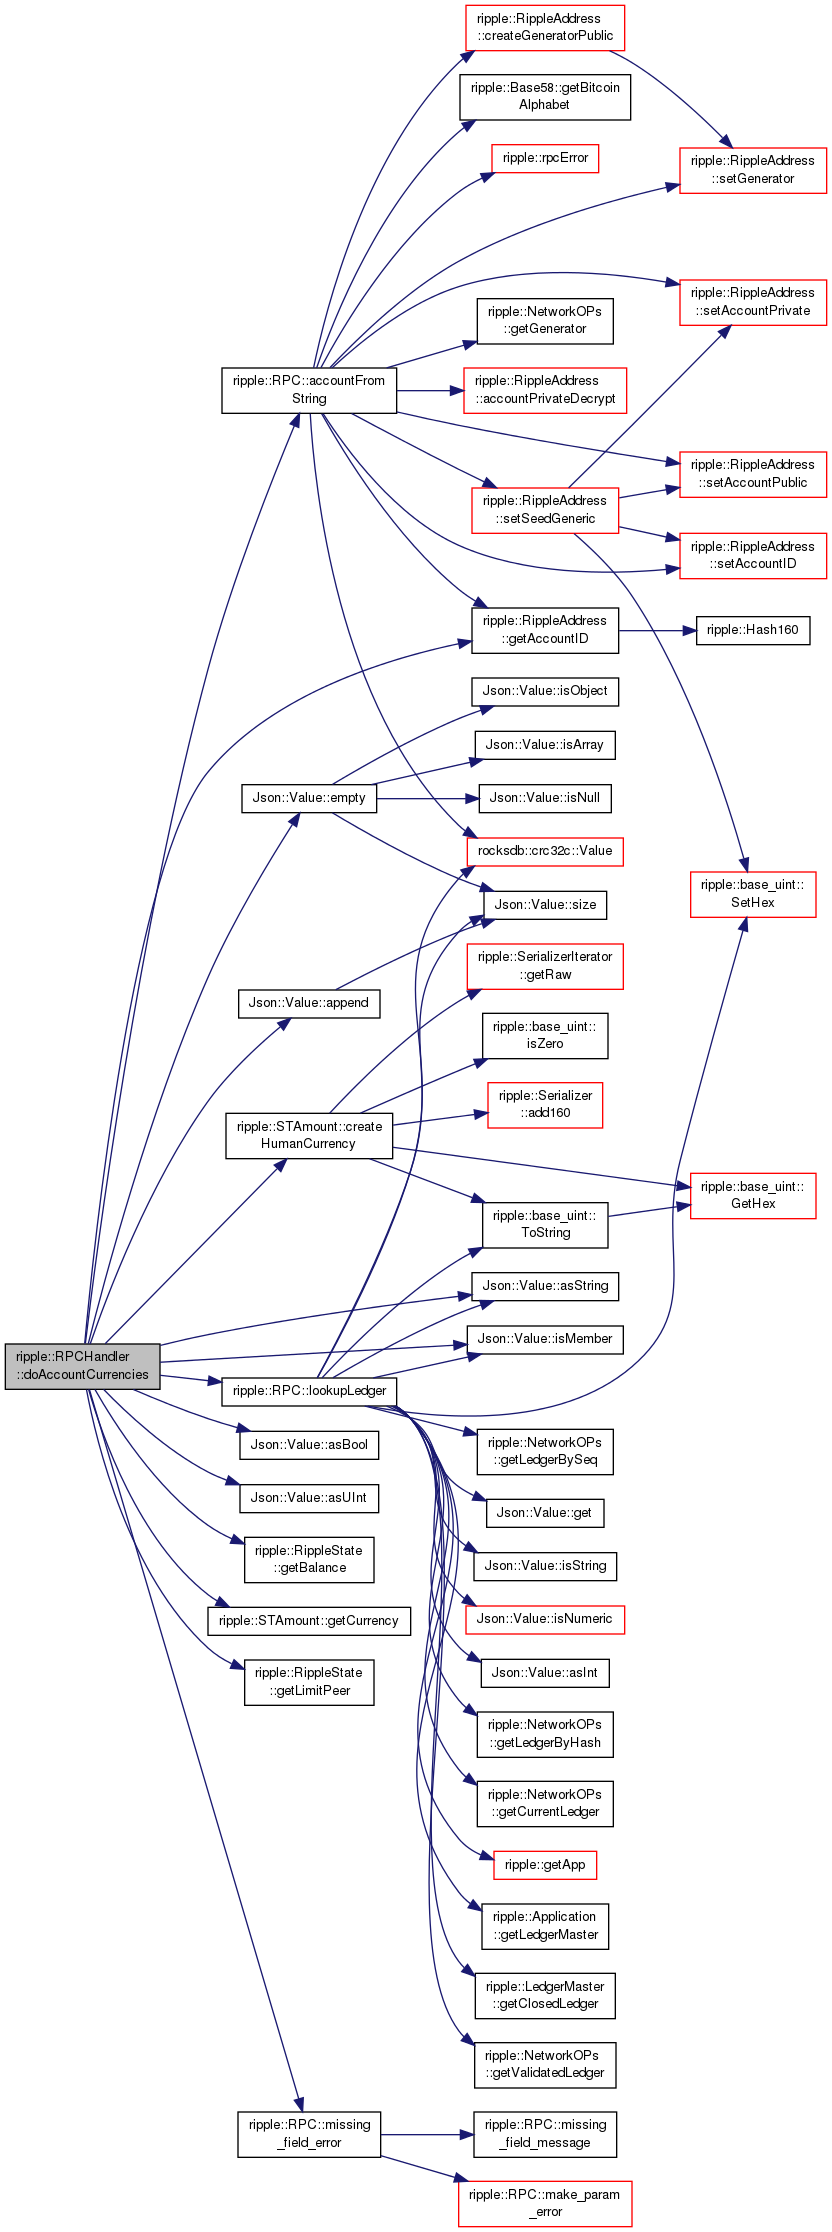 ripple::RippleAddress
::createGeneratorPublic
ripple::Base58::getBitcoin
Alphabet
ripple::rpcError
ripple::RippleAddress
::setGenerator
ripple::RippleAddress
::setAccountPrivate
ripple::NetworkOPs
::getGenerator
ripple::RPC::accountFrom
String
ripple::RippleAddress
::accountPrivateDecrypt
ripple::RippleAddress
::setAccountPublic
ripple::RippleAddress
::setSeedGeneric
ripple::RippleAddress
::setAccountID
ripple::RippleAddress
::getAccountID
ripple::Hash160
Json::Value::isObject
Json::Value::isArray
Json::Value::empty
Json::Value::isNull
rocksdb::crc32c::Value
ripple::base_uint::
SetHex
Json::Value::size
ripple::SerializerIterator
::getRaw
Json::Value::append
ripple::base_uint::
isZero
ripple::Serializer
::add160
ripple::STAmount::create
HumanCurrency
ripple::base_uint::
GetHex
ripple::base_uint::
ToString
Json::Value::asString
Json::Value::isMember
ripple::RPCHandler
::doAccountCurrencies
ripple::RPC::lookupLedger
Json::Value::asBool
ripple::NetworkOPs
::getLedgerBySeq
Json::Value::asUInt
Json::Value::get
ripple::RippleState
::getBalance
Json::Value::isString
ripple::STAmount::getCurrency
Json::Value::isNumeric
ripple::RippleState
::getLimitPeer
Json::Value::asInt
ripple::NetworkOPs
::getLedgerByHash
ripple::NetworkOPs
::getCurrentLedger
ripple::getApp
ripple::Application
::getLedgerMaster
ripple::LedgerMaster
::getClosedLedger
ripple::NetworkOPs
::getValidatedLedger
ripple::RPC::missing
_field_error
ripple::RPC::missing
_field_message
ripple::RPC::make_param
_error